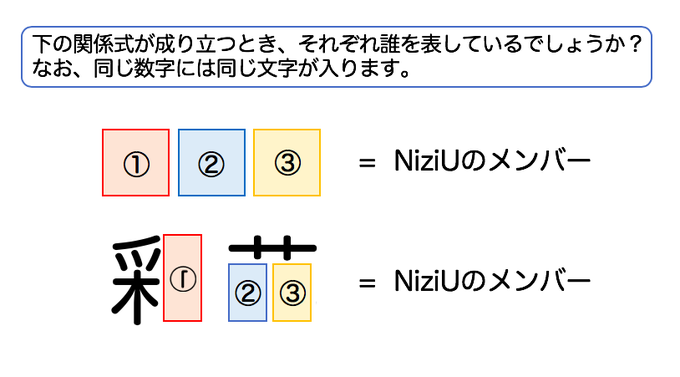 下の関係式が成り立つとき、それぞれ誰を表しているでしょうか？
なお、同じ数字には同じ文字が入ります。
① ② ③ = NiziUのメンバー
采① 艹②③ = NiziUのメンバー